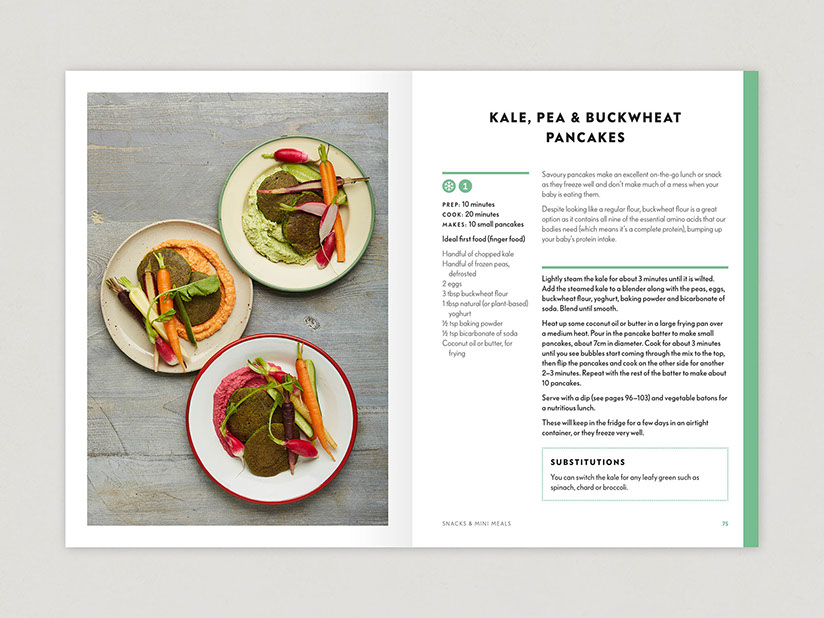 KALE, PEA & BUCKWHEAT
PANCAKES
1
PREP: 10 minutes
COOK: 20 minutes
MAKES: 10 small pancakes
Ideal first food (finger food)
Handful of chopped kale
Handful of frozen peas,
defrosted
2 eggs
3 tbsp buckwheat flour
1 tbsp natural (or plant-based)
yoghurt
½ tsp baking powder
½ tsp bicarbonate of soda
Coconut oil or butter, for
frying
Savoury pancakes make an excellent on-the-go lunch or snack
as they freeze well and don't make much of a mess when your
baby is eating them.
Despite looking like a regular flour, buckwheat flour is a great
option as it contains all nine of the essential amino acids that our
bodies need (which means it's a complete protein), bumping up
your baby's protein intake.
Lightly steam the kale for about 3 minutes until it is wilted.
Add the steamed kale to a blender along with the peas, eggs,
buckwheat flour, yoghurt, baking powder and bicarbonate of
soda. Blend until smooth.
Heat up some coconut oil or butter in a large frying pan over
a medium heat. Pour in the pancake batter to make small
pancakes, about 7cm in diameter. Cook for about 3 minutes
until you see bubbles start coming through the mix to the top,
then flip the pancakes and cook on the other side for another
2–3 minutes. Repeat with the rest of the batter to make about
10 pancakes.
Serve with a dip (see pages 96–103) and vegetable batons for
a nutritious lunch.
These will keep in the fridge for a few days in an airtight
container, or they freeze very well.
SUBSTITUTIONS
You can switch the kale for any leafy green such as
spinach, chard or broccoli.
SNACKS & MINI MEALS
75